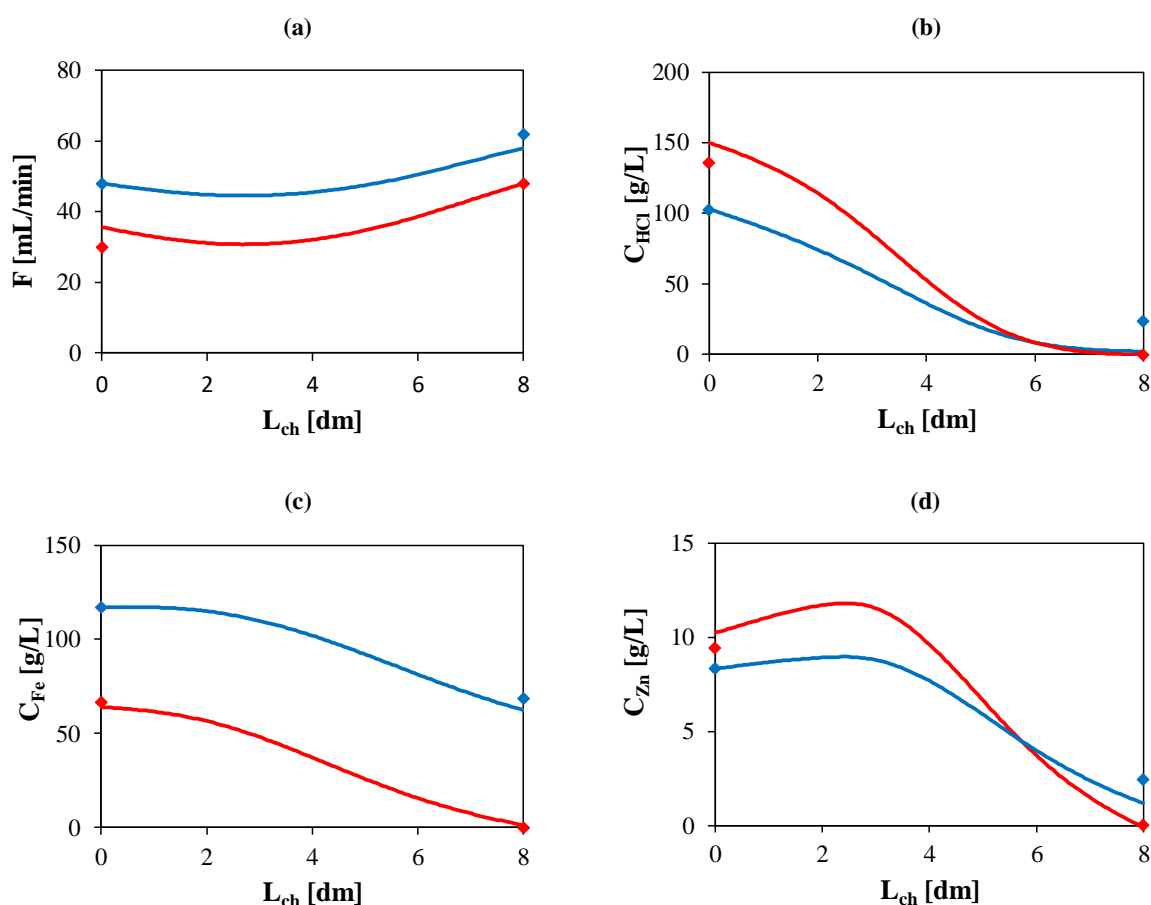 (a)
80
60
40
20
0
F [mL/min]
0 2 4 6 8
L_ch [dm]
(b)
200
150
100
50
0
C_HCl [g/L]
0 2 4 6 8
L_ch [dm]
(c)
150
100
50
0
C_Fe [g/L]
0 2 4 6 8
L_ch [dm]
(d)
15
10
5
0
C_Zn [g/L]
0 2 4 6 8
L_ch [dm]